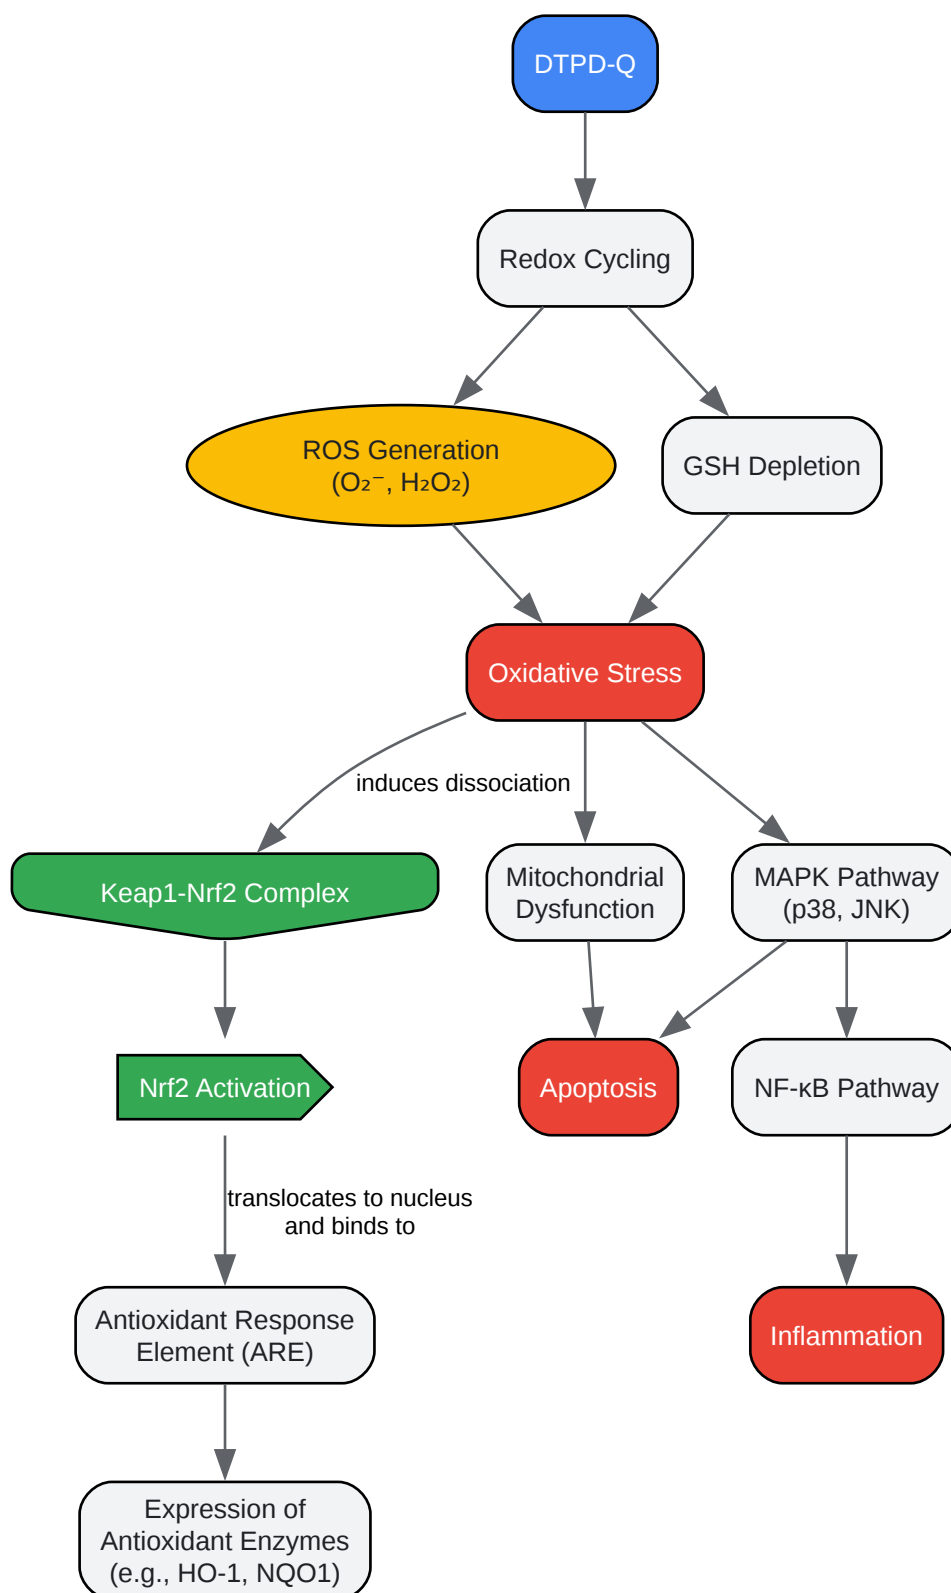 DTPD-Q
Redox Cycling
ROS Generation
(O₂⁻, H₂O₂)
GSH Depletion
Oxidative Stress
induces dissociation
Keap1-Nrf2 Complex
Mitochondrial
Dysfunction
MAPK Pathway
(p38, JNK)
Nrf2 Activation
Apoptosis
NF-κB Pathway
translocates to nucleus
and binds to
Antioxidant Response
Element (ARE)
Inflammation
Expression of
Antioxidant Enzymes
(e.g., HO-1, NQO1)